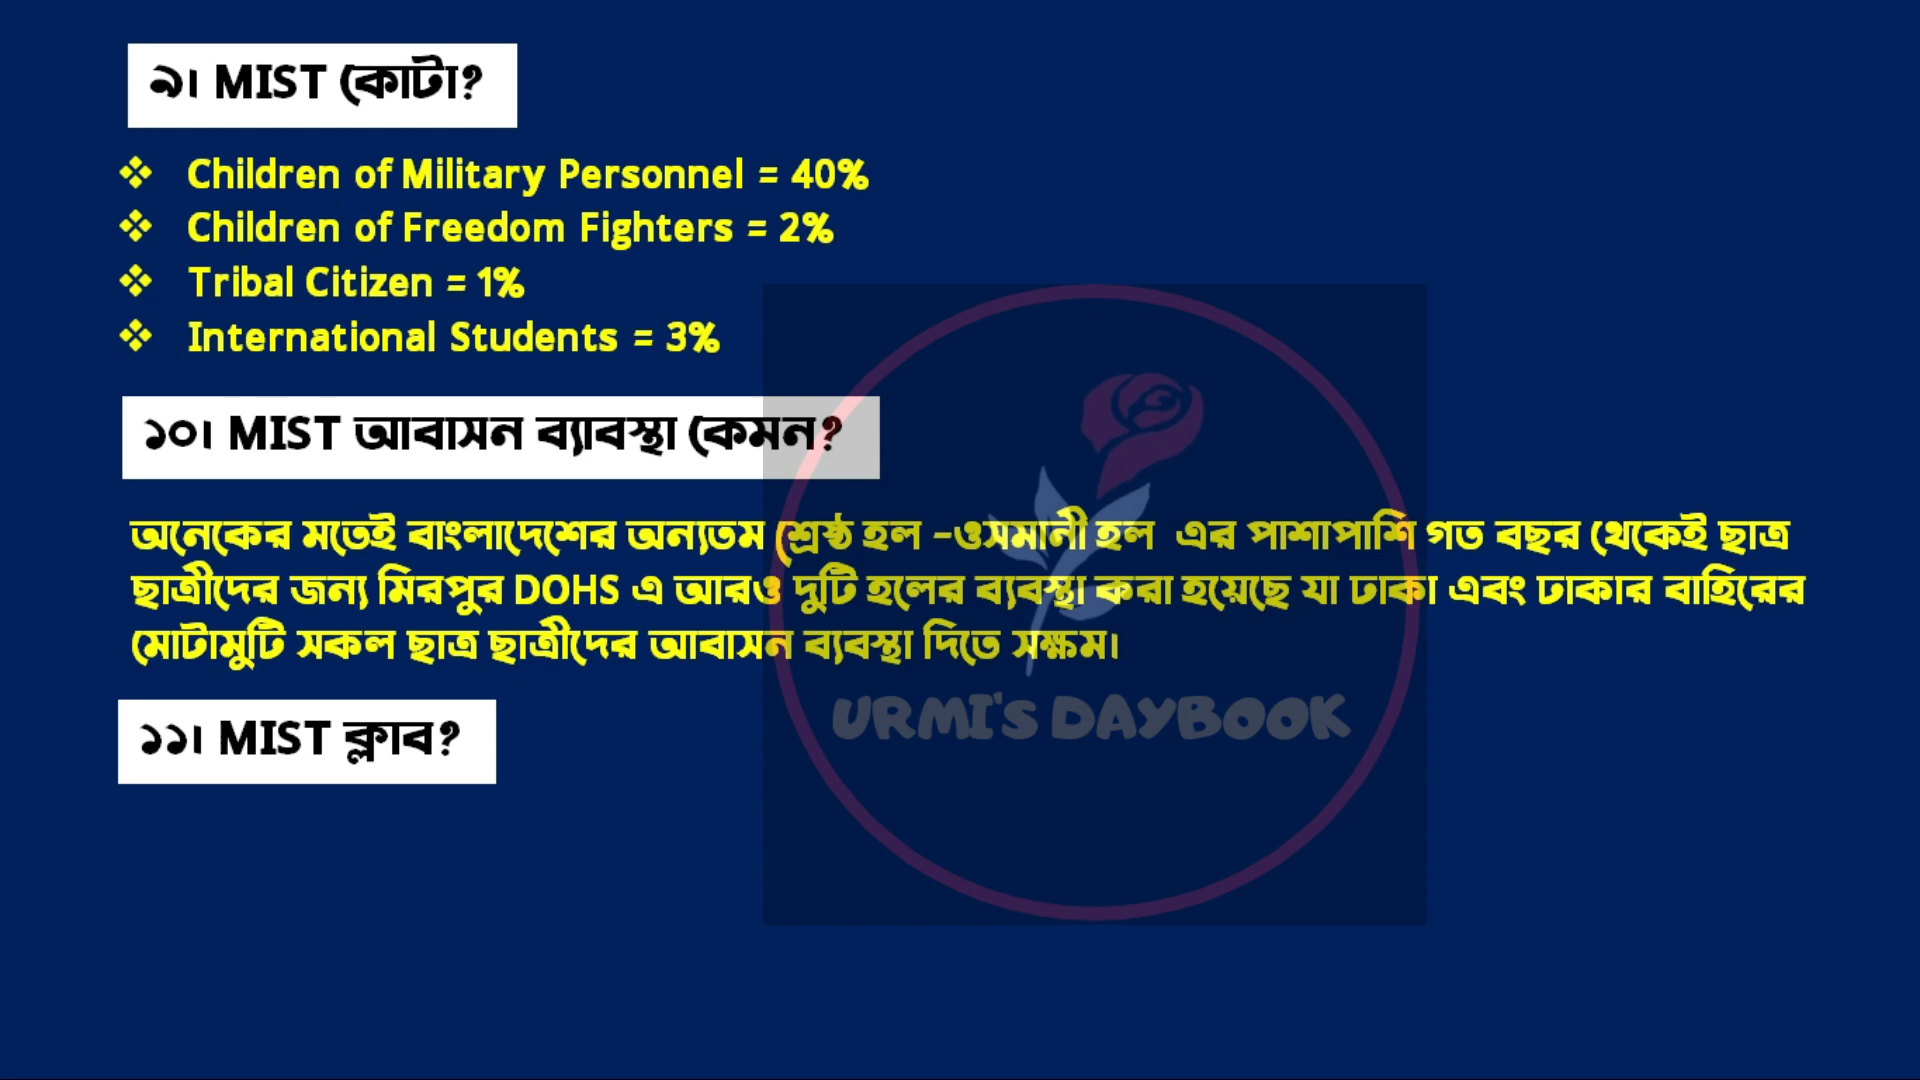 ৯। MIST কোটা?
❖ Children of Military Personnel = 40%
❖ Children of Freedom Fighters = 2%
❖ Tribal Citizen = 1%
❖ International Students = 3%
১০। MIST আবাসন ব্যাবস্থা কেমন?
অনেকের মতেই বাংলাদেশের অন্যতম শ্রেষ্ঠ হল –ওসমানী হল এর পাশাপাশি গত বছর থেকেই ছাত্র
ছাত্রীদের জন্য মিরপুর DOHS এ আরও দুটি হলের ব্যবস্থা করা হয়েছে যা ঢাকা এবং ঢাকার বাহিরের
মোটামুটি সকল ছাত্র ছাত্রীদের আবাসন ব্যবস্থা দিতে সক্ষম।
URMI's DAYBOOK
১১। MIST ক্লাব?